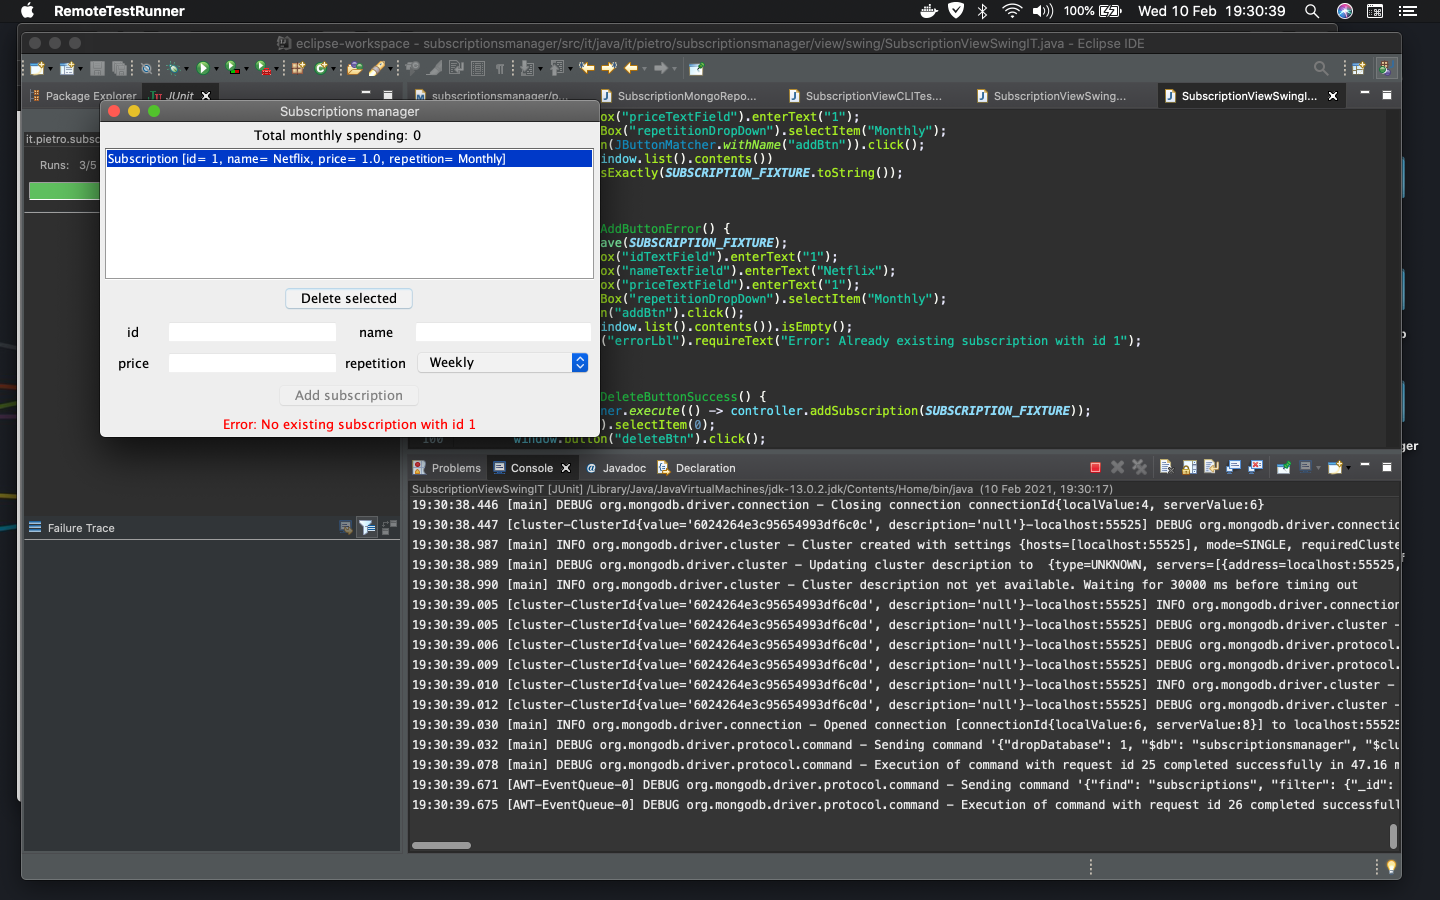 RemoteTestRunner
100%
Wed 10 Feb 19:30:39
eclipse-workspace - subscriptionsmanager/src/it/java/it/pietro/subscriptionsmanager/view/swing/SubscriptionViewSwingIT.java - Eclipse IDE
Package Explorer
JUnit
subscriptionsmanager/p...
SubscriptionMongoRepo...
SubscriptionViewCLITes...
SubscriptionViewSwing...
SubscriptionViewSwingI...
it.pietro.subsc
Runs: 3/5
Subscriptions manager
Total monthly spending: 0
Subscription [id= 1, name= Netflix, price= 1.0, repetition= Monthly]
Delete selected
id
name
price
repetition
Weekly
Add subscription
Error: No existing subscription with id 1
ox("priceTextField").enterText("1");
Box("repetitionDropDown").selectItem("Monthly");
n(JButtonMatcher.withName("addBtn")).click();
indow.list().contents())
sExactly(SUBSCRIPTION_FIXTURE.toString());
AddButtonError() {
ave(SUBSCRIPTION_FIXTURE);
ox("idTextField").enterText("1");
ox("nameTextField").enterText("Netflix");
ox("priceTextField").enterText("1");
Box("repetitionDropDown").selectItem("Monthly");
n("addBtn").click();
indow.list().contents()).isEmpty();
("errorLbl").requireText("Error: Already existing subscription with id 1");
DeleteButtonSuccess() {
ner.execute(() -> controller.addSubscription(SUBSCRIPTION_FIXTURE));
).selectItem(0);
100 window.button("deleteBtn").click();
ger
Problems
Console
Javadoc
Declaration
SubscriptionViewSwingIT [JUnit] /Library/Java/JavaVirtualMachines/jdk-13.0.2.jdk/Contents/Home/bin/java (10 Feb 2021, 19:30:17)
Failure Trace
19:30:38.446 [main] DEBUG org.mongodb.driver.connection - Closing connection connectionId{localValue:4, serverValue:6}
19:30:38.447 [cluster-ClusterId{value='6024264e3c95654993df6c0c', description='null'}-localhost:55525] DEBUG org.mongodb.driver.connectio
19:30:38.987 [main] INFO org.mongodb.driver.cluster - Cluster created with settings {hosts=[localhost:55525], mode=SINGLE, requiredCluste
19:30:38.989 [main] DEBUG org.mongodb.driver.cluster - Updating cluster description to {type=UNKNOWN, servers=[{address=localhost:55525,
19:30:38.990 [main] INFO org.mongodb.driver.cluster - Cluster description not yet available. Waiting for 30000 ms before timing out
19:30:39.005 [cluster-ClusterId{value='6024264e3c95654993df6c0d', description='null'}-localhost:55525] INFO org.mongodb.driver.connection
19:30:39.005 [cluster-ClusterId{value='6024264e3c95654993df6c0d', description='null'}-localhost:55525] DEBUG org.mongodb.driver.cluster -
19:30:39.006 [cluster-ClusterId{value='6024264e3c95654993df6c0d', description='null'}-localhost:55525] DEBUG org.mongodb.driver.protocol.
19:30:39.009 [cluster-ClusterId{value='6024264e3c95654993df6c0d', description='null'}-localhost:55525] DEBUG org.mongodb.driver.protocol.
19:30:39.010 [cluster-ClusterId{value='6024264e3c95654993df6c0d', description='null'}-localhost:55525] INFO org.mongodb.driver.cluster -
19:30:39.012 [cluster-ClusterId{value='6024264e3c95654993df6c0d', description='null'}-localhost:55525] DEBUG org.mongodb.driver.cluster -
19:30:39.030 [main] INFO org.mongodb.driver.connection - Opened connection [connectionId{localValue:6, serverValue:8}] to localhost:55525
19:30:39.032 [main] DEBUG org.mongodb.driver.protocol.command - Sending command '{"dropDatabase": 1, "$db": "subscriptionsmanager", "$clu
19:30:39.078 [main] DEBUG org.mongodb.driver.protocol.command - Execution of command with request id 25 completed successfully in 47.16 m
19:30:39.671 [AWT-EventQueue-0] DEBUG org.mongodb.driver.protocol.command - Sending command '{"find": "subscriptions", "filter": {"_id":
19:30:39.675 [AWT-EventQueue-0] DEBUG org.mongodb.driver.protocol.command - Execution of command with request id 26 completed successfull